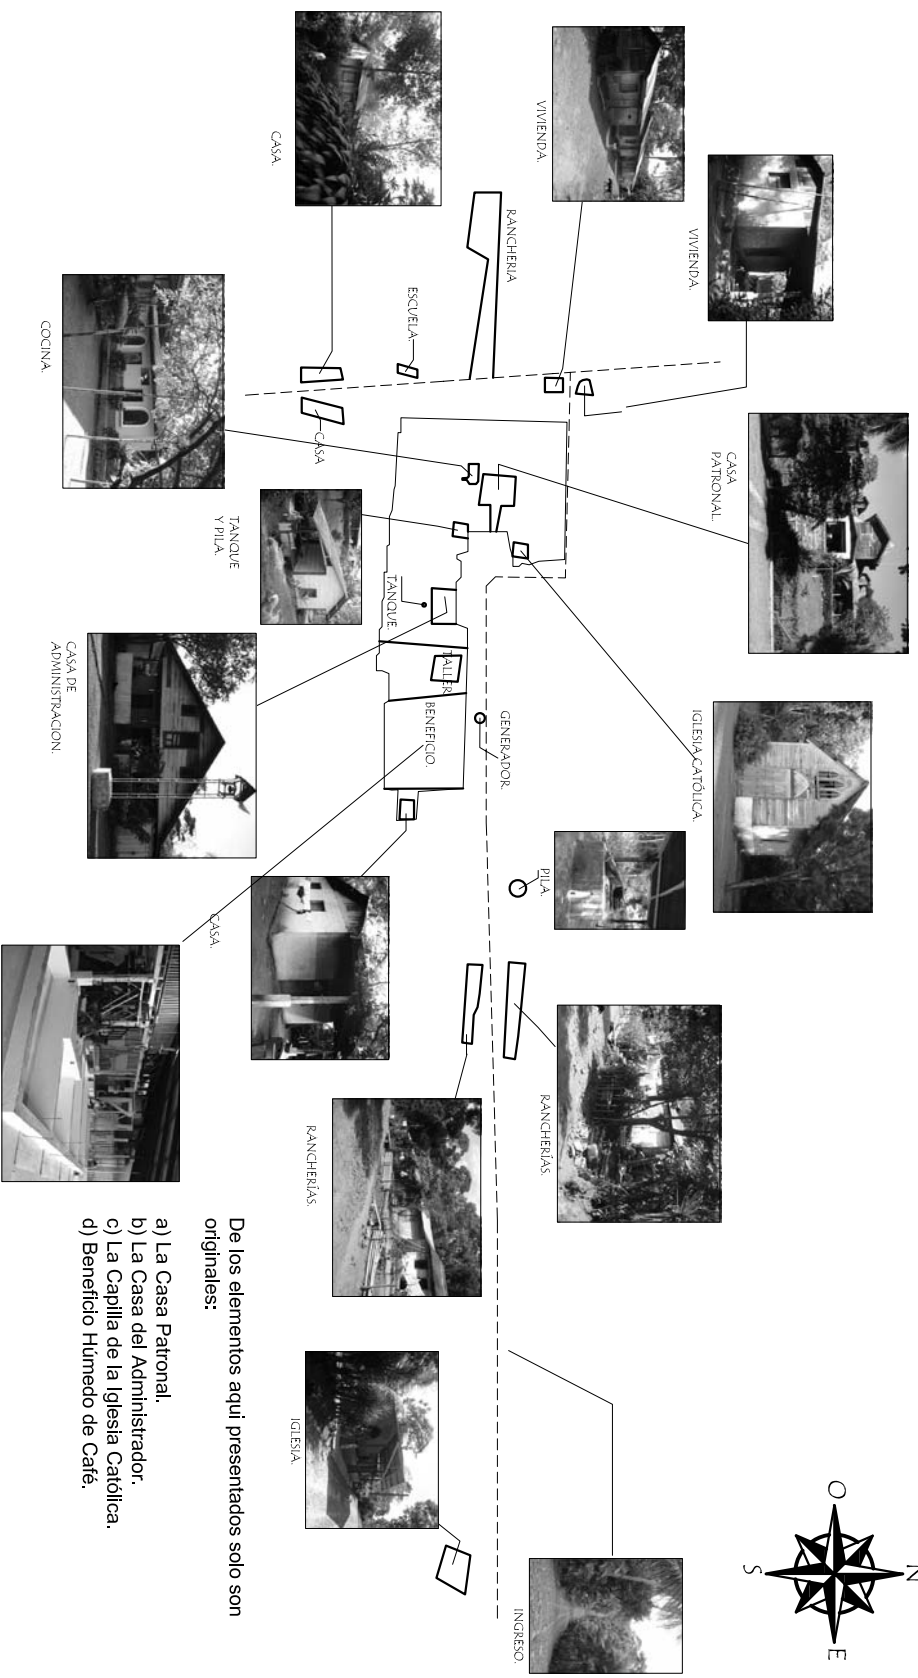 CASA.
VIVIENDA.
VIVIENDA.
RANCHERIA
ESCUELA.
COCINA.
CASA
CASA
PATRONAL.
TANQUE
Y PILA.
TANQUE.
CASA DE
ADMINISTRACION.
TALLER
BENEFICIO.
GENERADOR.
IGLESIA CATÓLICA.
PILA.
CASA.
RANCHERÍAS.
RANCHERÍAS.
IGLESIA.
INGRESO.
N
O
E
S
De los elementos aqui presentados solo son
originales:
a) La Casa Patronal.
b) La Casa del Administrador.
c) La Capilla de la Iglesia Católica.
d) Beneficio Húmedo de Café.